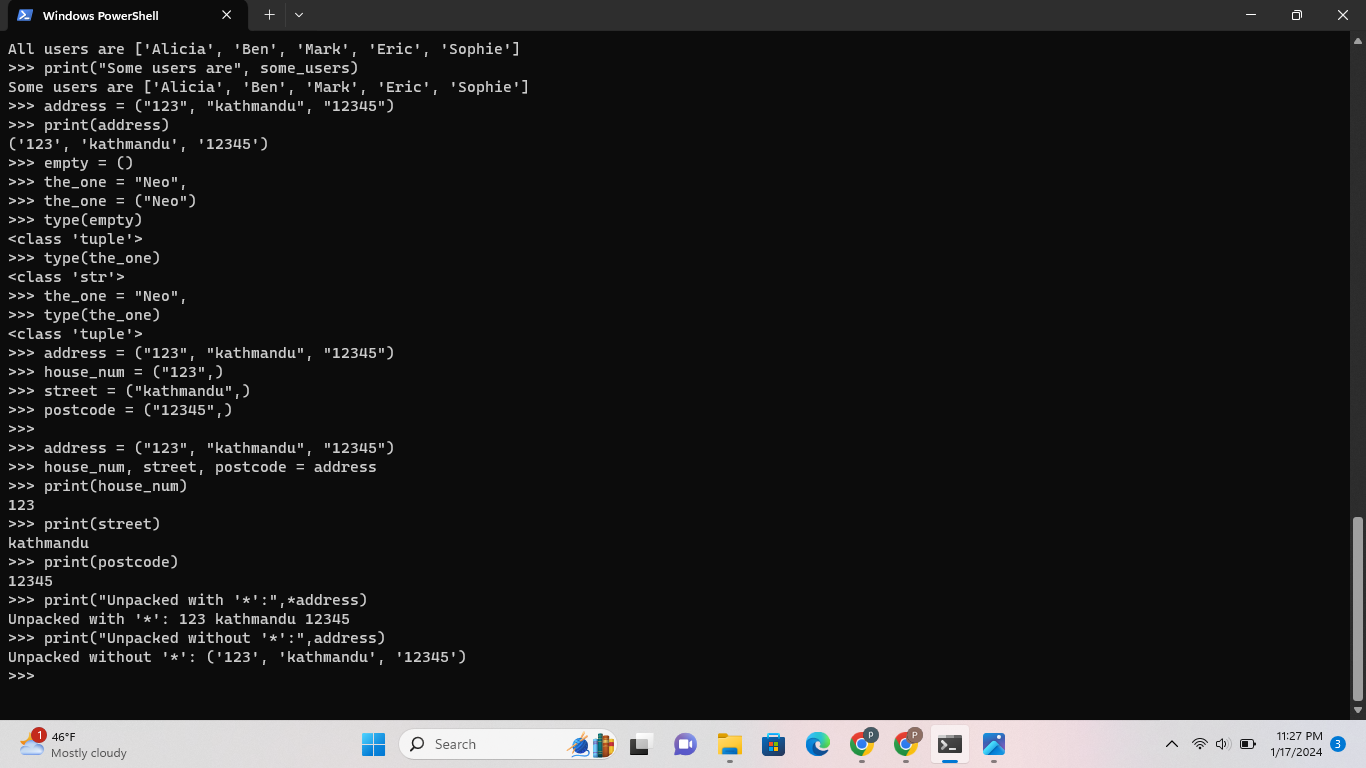 Windows PowerShell
All users are ['Alicia', 'Ben', 'Mark', 'Eric', 'Sophie']
>>> print("Some users are", some_users)
Some users are ['Alicia', 'Ben', 'Mark', 'Eric', 'Sophie']
>>> address = ("123", "kathmandu", "12345")
>>> print(address)
('123', 'kathmandu', '12345')
>>> empty = ()
>>> the_one = "Neo",
>>> the_one = ("Neo")
>>> type(empty)
<class 'tuple'>
>>> type(the_one)
<class 'str'>
>>> the_one = "Neo",
>>> type(the_one)
<class 'tuple'>
>>> address = ("123", "kathmandu", "12345")
>>> house_num = ("123",)
>>> street = ("kathmandu",)
>>> postcode = ("12345",)
>>>
>>> address = ("123", "kathmandu", "12345")
>>> house_num, street, postcode = address
>>> print(house_num)
123
>>> print(street)
kathmandu
>>> print(postcode)
12345
>>> print("Unpacked with '*':",*address)
Unpacked with '*': 123 kathmandu 12345
>>> print("Unpacked without '*':",address)
Unpacked without '*': ('123', 'kathmandu', '12345')
>>>
1
46°F
Mostly cloudy
Search
P
P
11:27 PM
1/17/2024
3